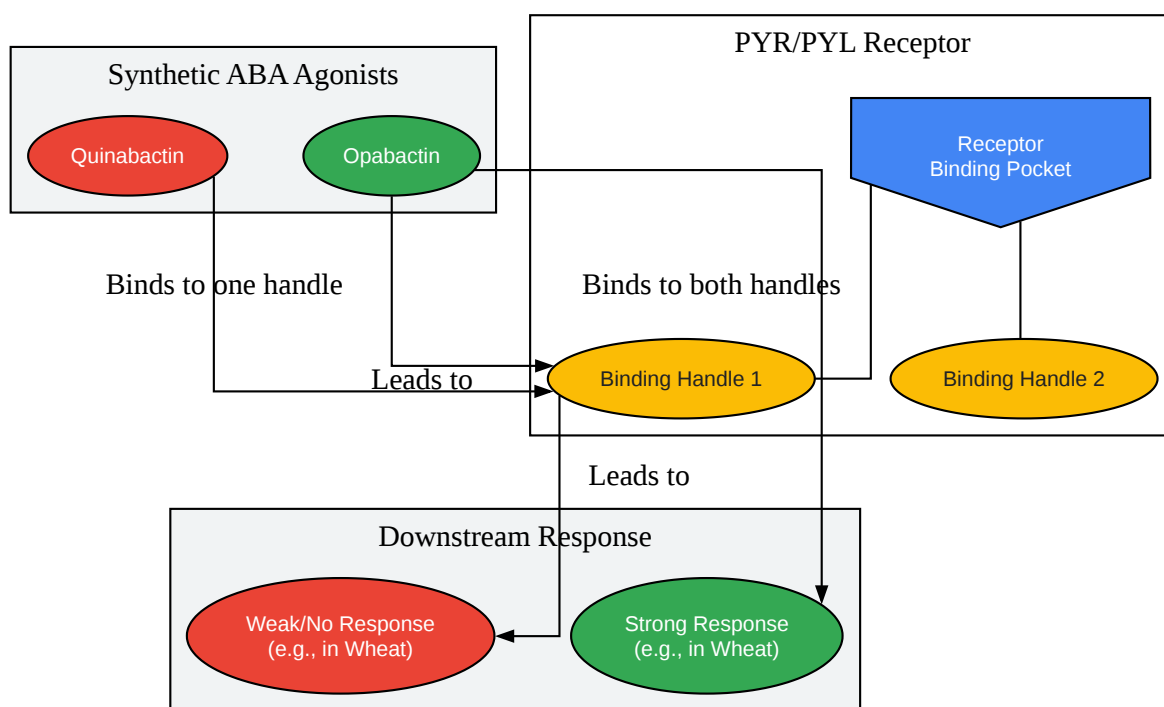 PYR/PYL Receptor
Synthetic ABA Agonists
Quinabactin
Opabactin
Receptor
Binding Pocket
Binds to one handle
Binds to both handles
Leads to
Binding Handle 1
Binding Handle 2
Leads to
Downstream Response
Weak/No Response
(e.g., in Wheat)
Strong Response
(e.g., in Wheat)